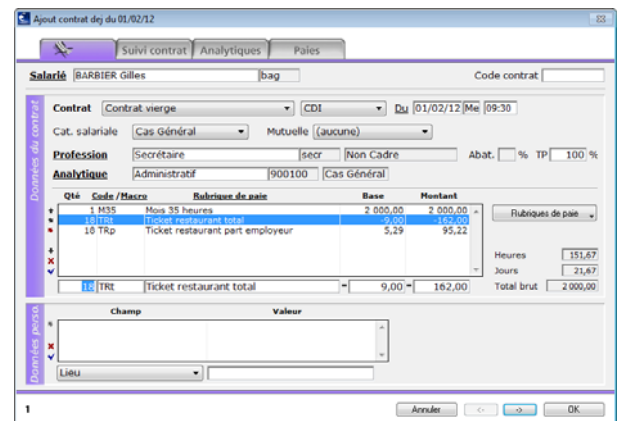 Ajout contrat dej du 01/02/12
Suivi contrat Analytiques Paies
Salarié BARBIER Gilles bag Code contrat
Données du contrat
Contrat Contrat vierge CDI Du 01/02/12 Me 09:30
Cat. salariale Cas Général Mutuelle (aucune)
Profession Secrétaire secr Non Cadre Abat. % TP 100 %
Analytique Administratif 900100 Cas Général
Qté Code /Macro Rubrique de paie Base Montant
1 M35 Mois 35 heures 2 000,00 2 000,00
18 TRt Ticket restaurant total -9,00 -162,00
18 TRp Ticket restaurant part employeur 5,29 95,22
Rubriques de paie
Heures 151,67
Jours 21,67
18 TRt Ticket restaurant total - 9,00 - 162,00 Total brut 2 000,00
Données perso.
Champ Valeur
Lieu
1 Annuler <- -> OK